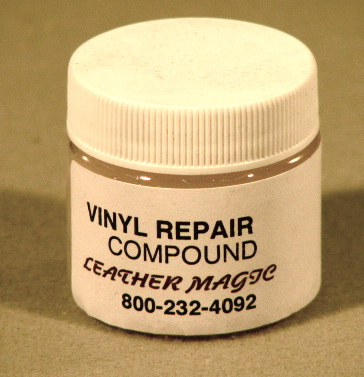 VINYL REPAIR
COMPOUND
LEATHER MAGIC
800-232-4092